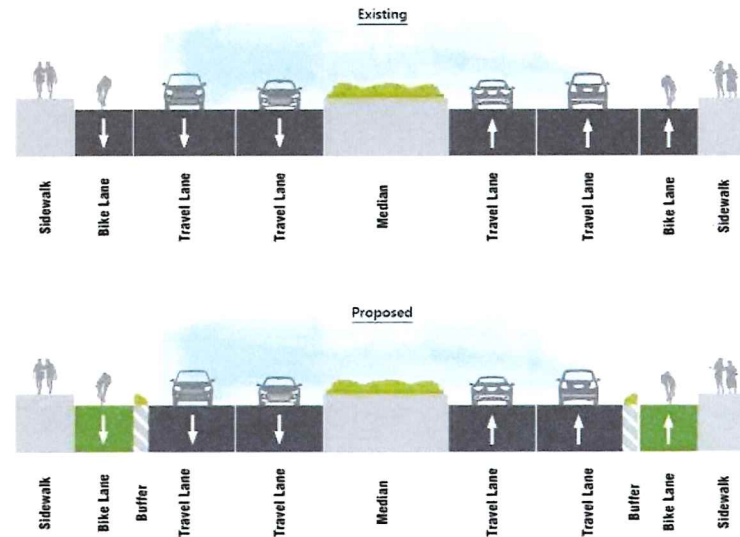 Existing
Sidewalk
Bike Lane
Travel Lane
Travel Lane
Median
Travel Lane
Travel Lane
Bike Lane
Sidewalk
Proposed
Sidewalk
Bike Lane
Buffer
Travel Lane
Travel Lane
Median
Travel Lane
Travel Lane
Buffer
Bike Lane
Sidewalk